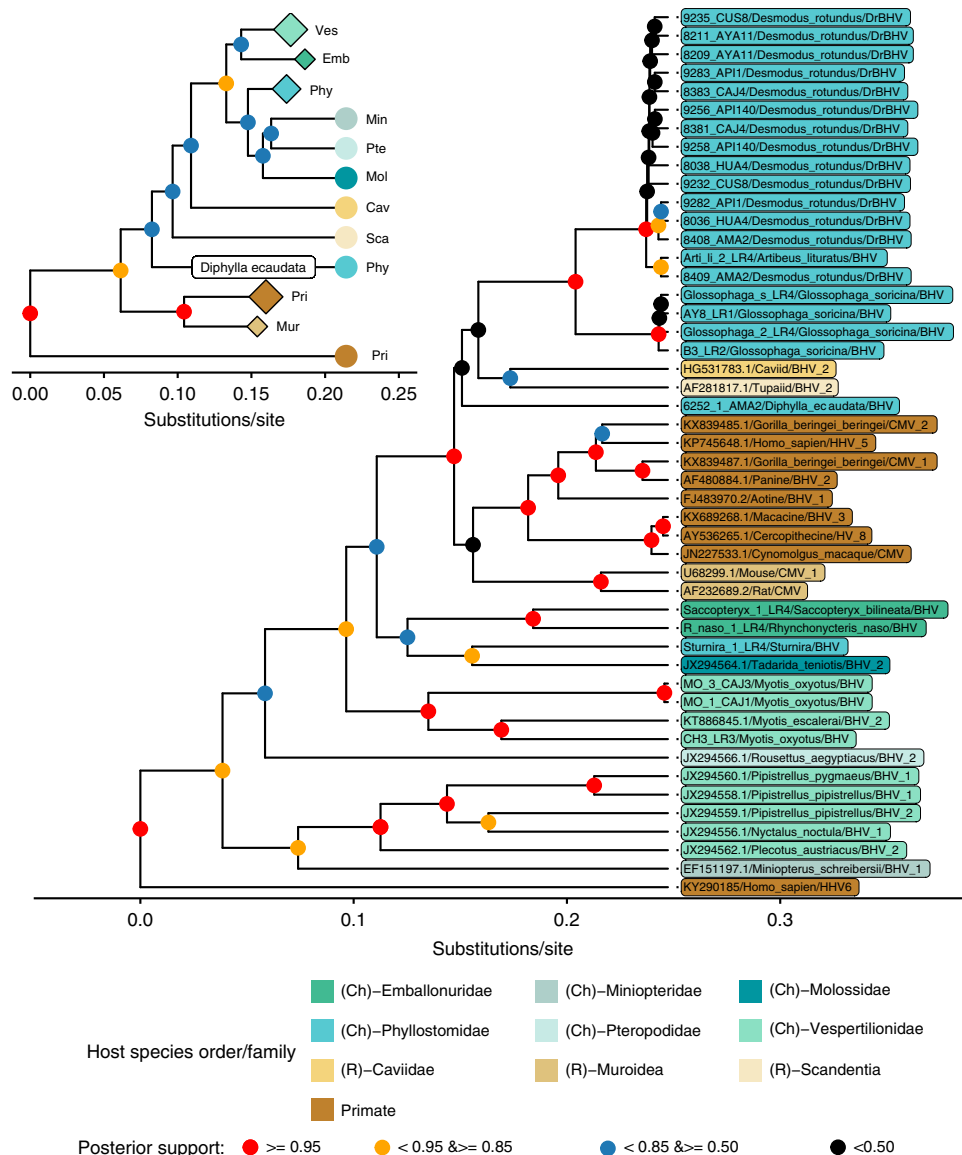 Ves
Emb
Phy
Min
Pte
Mol
Cav
Sca
Diphylla ecaudata
Phy
Pri
Mur
Pri
0.00
0.05
0.10
0.15
0.20
0.25
Substitutions/site
9235_CUS8/Desmodus_rotundus/DrBHV
8211_AYA11/Desmodus_rotundus/DrBHV
8209_AYA11/Desmodus_rotundus/DrBHV
9283_API1/Desmodus_rotundus/DrBHV
8383_CAJ4/Desmodus_rotundus/DrBHV
9256_API140/Desmodus_rotundus/DrBHV
8381_CAJ4/Desmodus_rotundus/DrBHV
9258_API140/Desmodus_rotundus/DrBHV
8038_HUA4/Desmodus_rotundus/DrBHV
9232_CUS8/Desmodus_rotundus/DrBHV
9282_API1/Desmodus_rotundus/DrBHV
8036_HUA4/Desmodus_rotundus/DrBHV
8408_AMA2/Desmodus_rotundus/DrBHV
Arti_li_2_LR4/Artibeus_lituratus/BHV
8409_AMA2/Desmodus_rotundus/DrBHV
Glossophaga_s_LR4/Glossophaga_soricina/BHV
AY8_LR1/Glossophaga_soricina/BHV
Glossophaga_2_LR4/Glossophaga_soricina/BHV
B3_LR2/Glossophaga_soricina/BHV
HG531783.1/Caviid/BHV_2
AF281817.1/Tupaiid/BHV_2
6252_1_AMA2/Diphylla_ecaudata/BHV
KX839485.1/Gorilla_beringei_beringei/CMV_2
KP745648.1/Homo_sapien/HHV_5
KX839487.1/Gorilla_beringei_beringei/CMV_1
AF480884.1/Panine/BHV_2
FJ483970.2/Aotine/BHV_1
KX689268.1/Macacine/BHV_3
AY536265.1/Cercopithecine/HV_8
JN227533.1/Cynomolgus_macaque/CMV
U68299.1/Mouse/CMV_1
AF232689.2/Rat/CMV
Saccopteryx_1_LR4/Saccopteryx_bilineata/BHV
R_naso_1_LR4/Rhynchonycteris_naso/BHV
Sturnira_1_LR4/Sturnira/BHV
JX294564.1/Tadarida_teniotis/BHV_2
MO_3_CAJ3/Myotis_oxyotus/BHV
MO_1_CAJ1/Myotis_oxyotus/BHV
KT886845.1/Myotis_escalerai/BHV_2
CH3_LR3/Myotis_oxyotus/BHV
JX294566.1/Rousettus_aegyptiacus/BHV_2
JX294560.1/Pipistrellus_pygmaeus/BHV_1
JX294558.1/Pipistrellus_pipistrellus/BHV_1
JX294559.1/Pipistrellus_pipistrellus/BHV_2
JX294556.1/Nyctalus_noctula/BHV_1
JX294562.1/Plecotus_austriacus/BHV_2
EF151197.1/Miniopterus_schreibersii/BHV_1
KY290185/Homo_sapien/HHV6
0.0
0.1
0.2
0.3
Substitutions/site
Host species order/family
(Ch)−Emballonuridae
(Ch)−Miniopteridae
(Ch)−Molossidae
(Ch)−Phyllostomidae
(Ch)−Pteropodidae
(Ch)−Vespertilionidae
(R)−Caviidae
(R)−Muroidea
(R)−Scandentia
Primate
Posterior support:
>= 0.95
< 0.95 &>= 0.85
< 0.85 &>= 0.50
<0.50